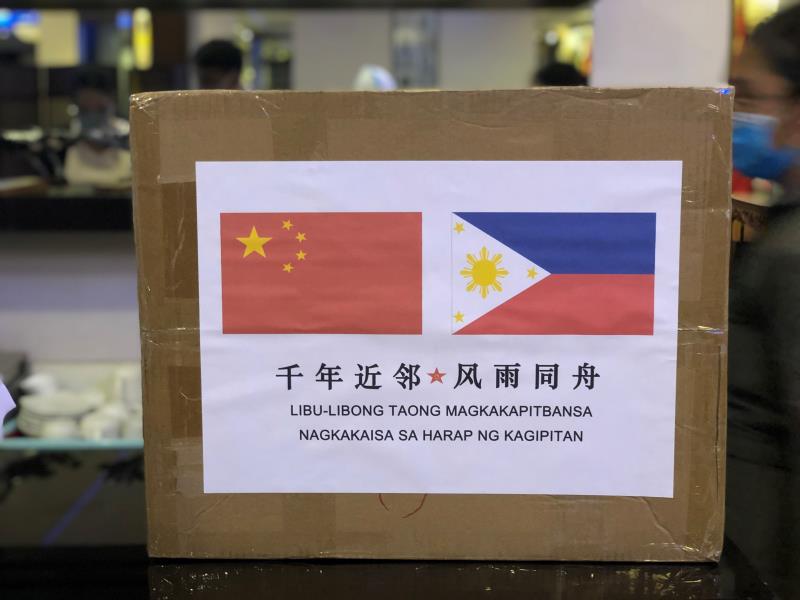 千年近邻★风雨同舟
LIBU-LIBONG TAONG MAGKAKAPITBANSA
NAGKAKAISA SA HARAP NG KAGIPITAN